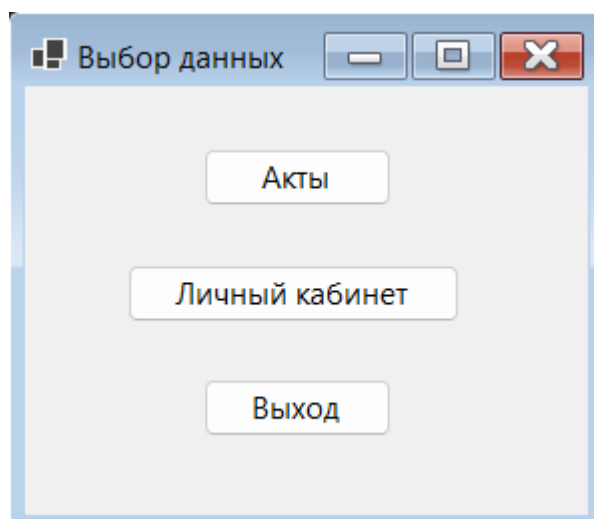 Выбор данных
Акты
Личный кабинет
Выход